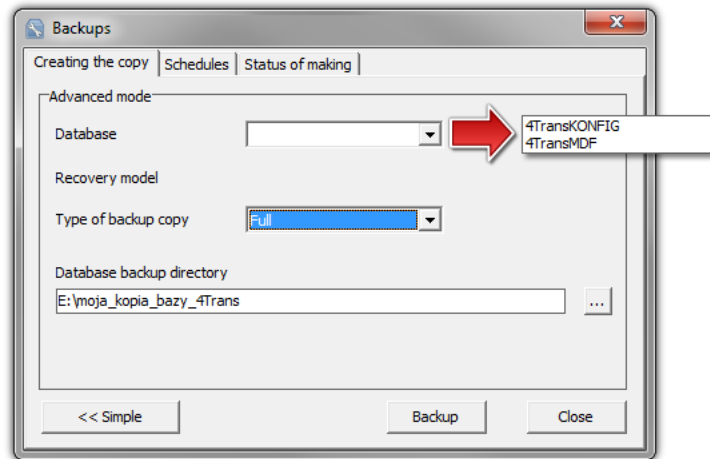 Backups
Creating the copy Schedules Status of making
Advanced mode
Database
4TransKONFIG
4TransMDF
Recovery model
Type of backup copy Full
Database backup directory
E:\moja_kopia_bazy_4Trans ...
<< Simple Backup Close